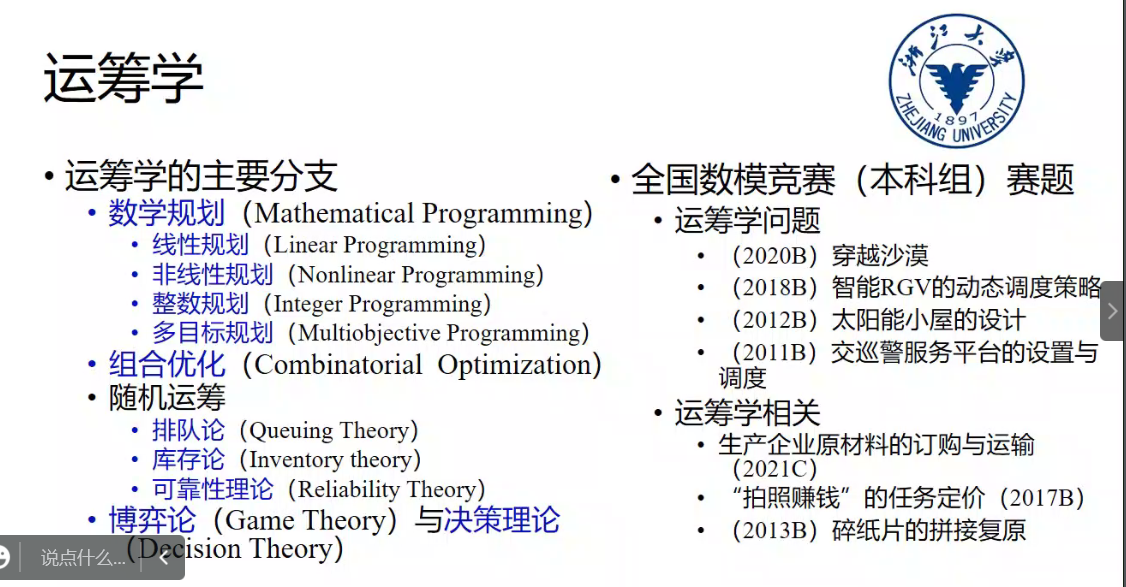 运筹学
浙江大学
ZHEJIANG UNIVERSITY
1897
• 运筹学的主要分支
• 数学规划（Mathematical Programming）
• 线性规划（Linear Programming）
• 非线性规划（Nonlinear Programming）
• 整数规划（Integer Programming）
• 多目标规划（Multiobjective Programming）
• 组合优化（Combinatorial Optimization）
• 随机运筹
• 排队论（Queuing Theory）
• 库存论（Inventory theory）
• 可靠性理论（Reliability Theory）
• 博弈论（Game Theory）与决策理论
（Decision Theory）
• 全国数模竞赛（本科组）赛题
• 运筹学问题
• （2020B）穿越沙漠
• （2018B）智能RGV的动态调度策略
• （2012B）太阳能小屋的设计
• （2011B）交巡警服务平台的设置与
调度
• 运筹学相关
• 生产企业原材料的订购与运输
（2021C）
• “拍照赚钱”的任务定价（2017B）
• （2013B）碎纸片的拼接复原
说点什么...